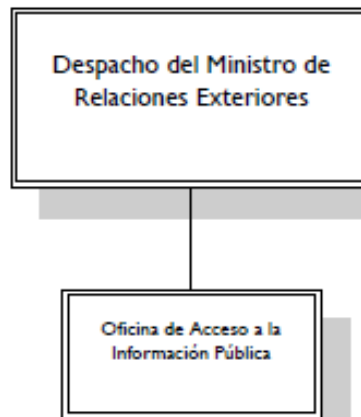 Despacho del Ministro de
Relaciones Exteriores
Oficina de Acceso a la
Información Pública